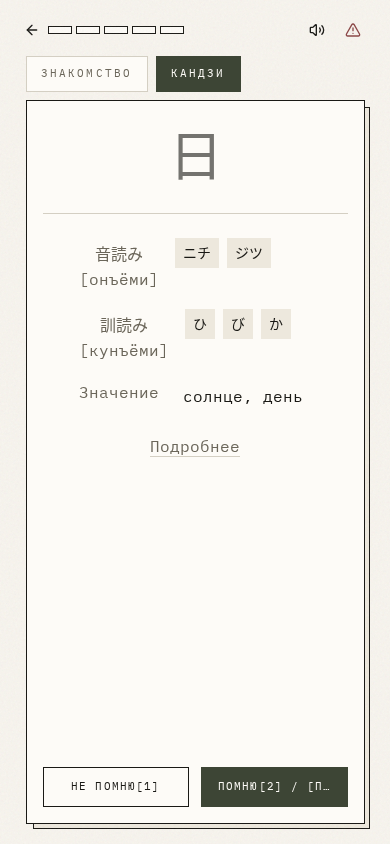 ЗНАКОМСТВО КАНДЗИ
日
音読み ニチ ジツ
[онъёми]
訓読み ひ び か
[кунъёми]
Значение солнце, день
Подробнее
НЕ ПОМНЮ[1] ПОМНЮ[2] / [П…